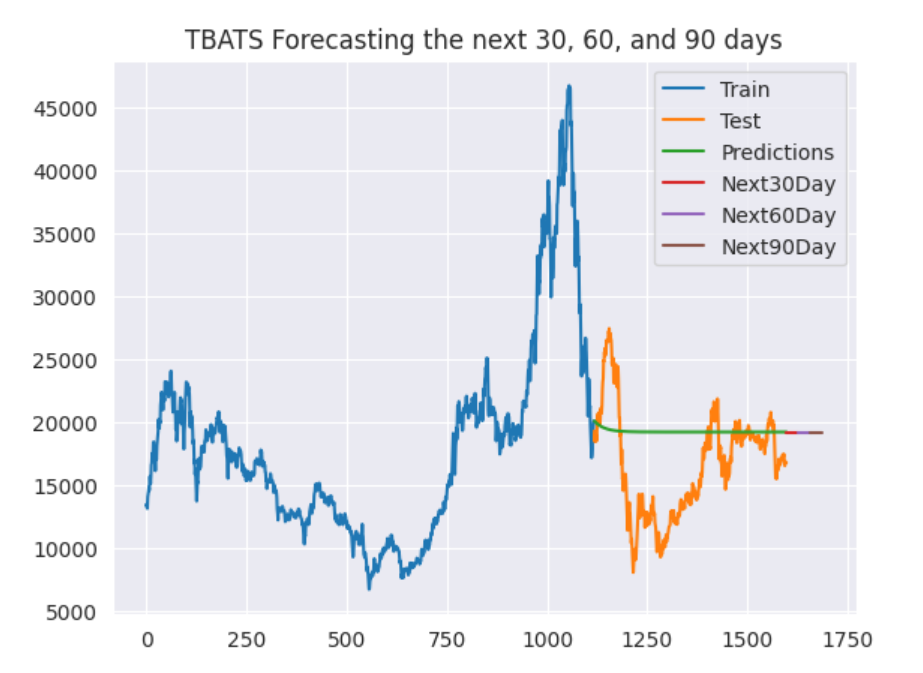 TBATS Forecasting the next 30, 60, and 90 days
Train
Test
Predictions
Next30Day
Next60Day
Next90Day
45000
40000
35000
30000
25000
20000
15000
10000
5000
0 250 500 750 1000 1250 1500 1750